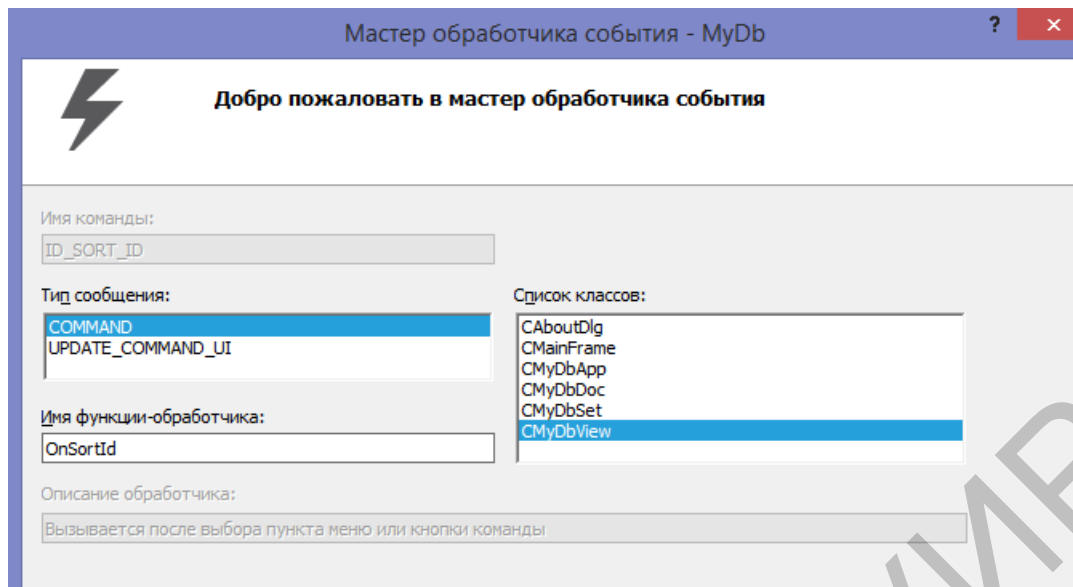 Мастер обработчика события - MyDb
?
Добро пожаловать в мастер обработчика события
Имя команды:
ID_SORT_ID
Тип сообщения:
COMMAND
UPDATE_COMMAND_UI
Имя функции-обработчика:
OnSortId
Список классов:
CAboutDlg
CMainFrame
CMyDbApp
CMyDbDoc
CMyDbSet
CMyDbView
Описание обработчика:
Вызывается после выбора пункта меню или кнопки команды